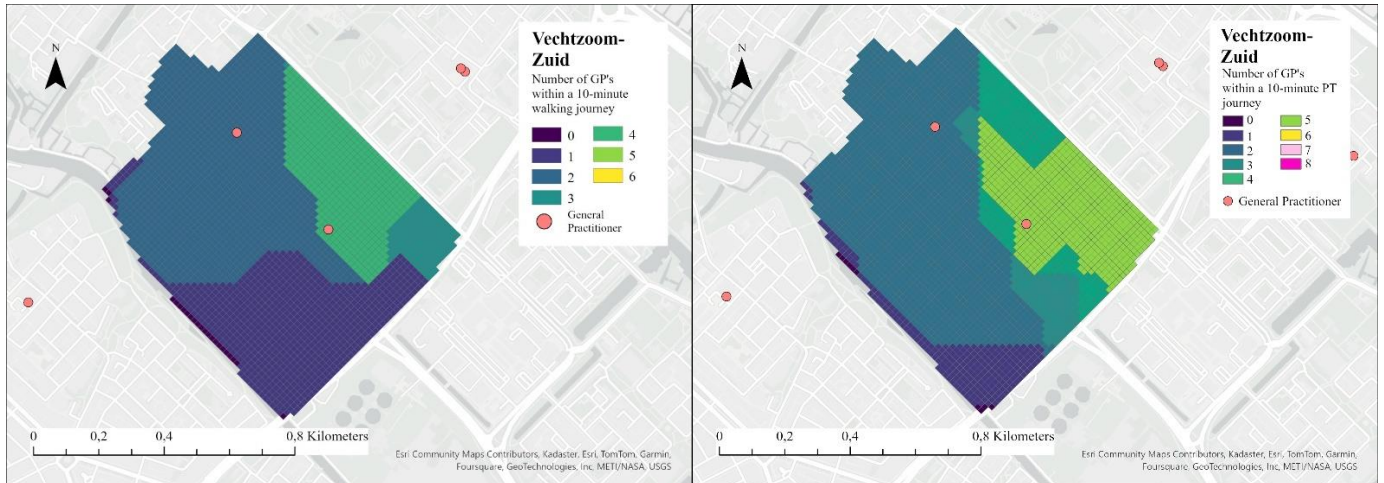 N
Vechtzoom-
Zuid
Number of GP's
within a 10-minute
walking journey
0 4
1 5
2 6
3
General
Practitioner
0 0,2 0,4 0,8 Kilometers
Esri Community Maps Contributors, Kadaster, Esri, TomTom, Garmin,
Foursquare, GeoTechnologies, Inc, METI/NASA, USGS
N
Vechtzoom-
Zuid
Number of GP's
within a 10-minute PT
journey
0 5
1 6
2 7
3 8
4
General Practitioner
0 0,2 0,4 0,8 Kilometers
Esri Community Maps Contributors, Kadaster, Esri, TomTom, Garmin,
Foursquare, GeoTechnologies, Inc, METI/NASA, USGS